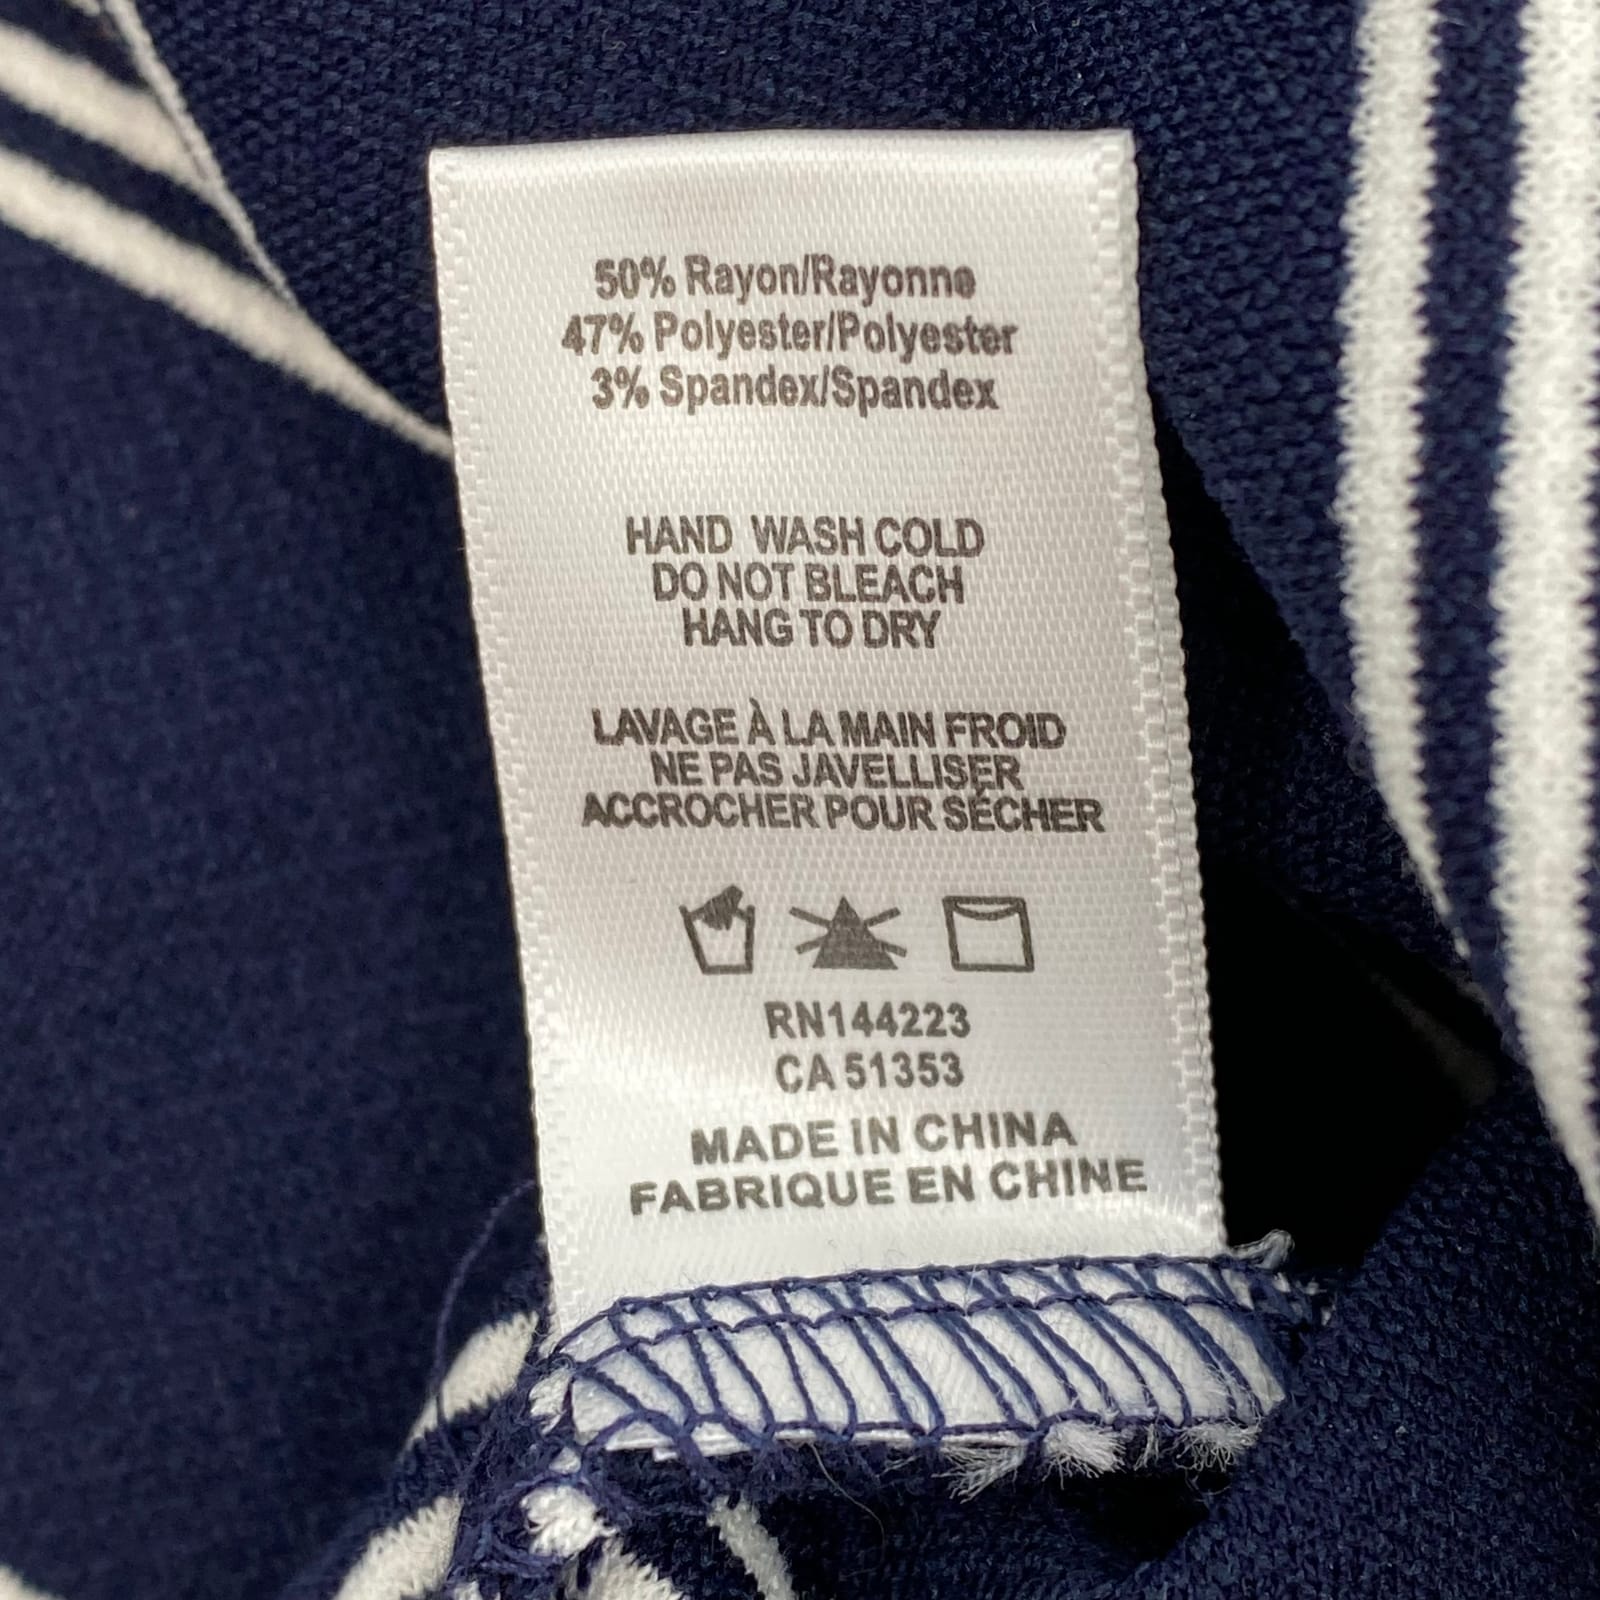 50% Rayon/Rayonne
47% Polyester/Polyester
3% Spandex/Spandex
HAND WASH COLD
DO NOT BLEACH
HANG TO DRY
LAVAGE À LA MAIN FROID
NE PAS JAVELLISER
ACCROCHER POUR SÉCHER
RN144223
CA 51353
MADE IN CHINA
FABRIQUE EN CHINE